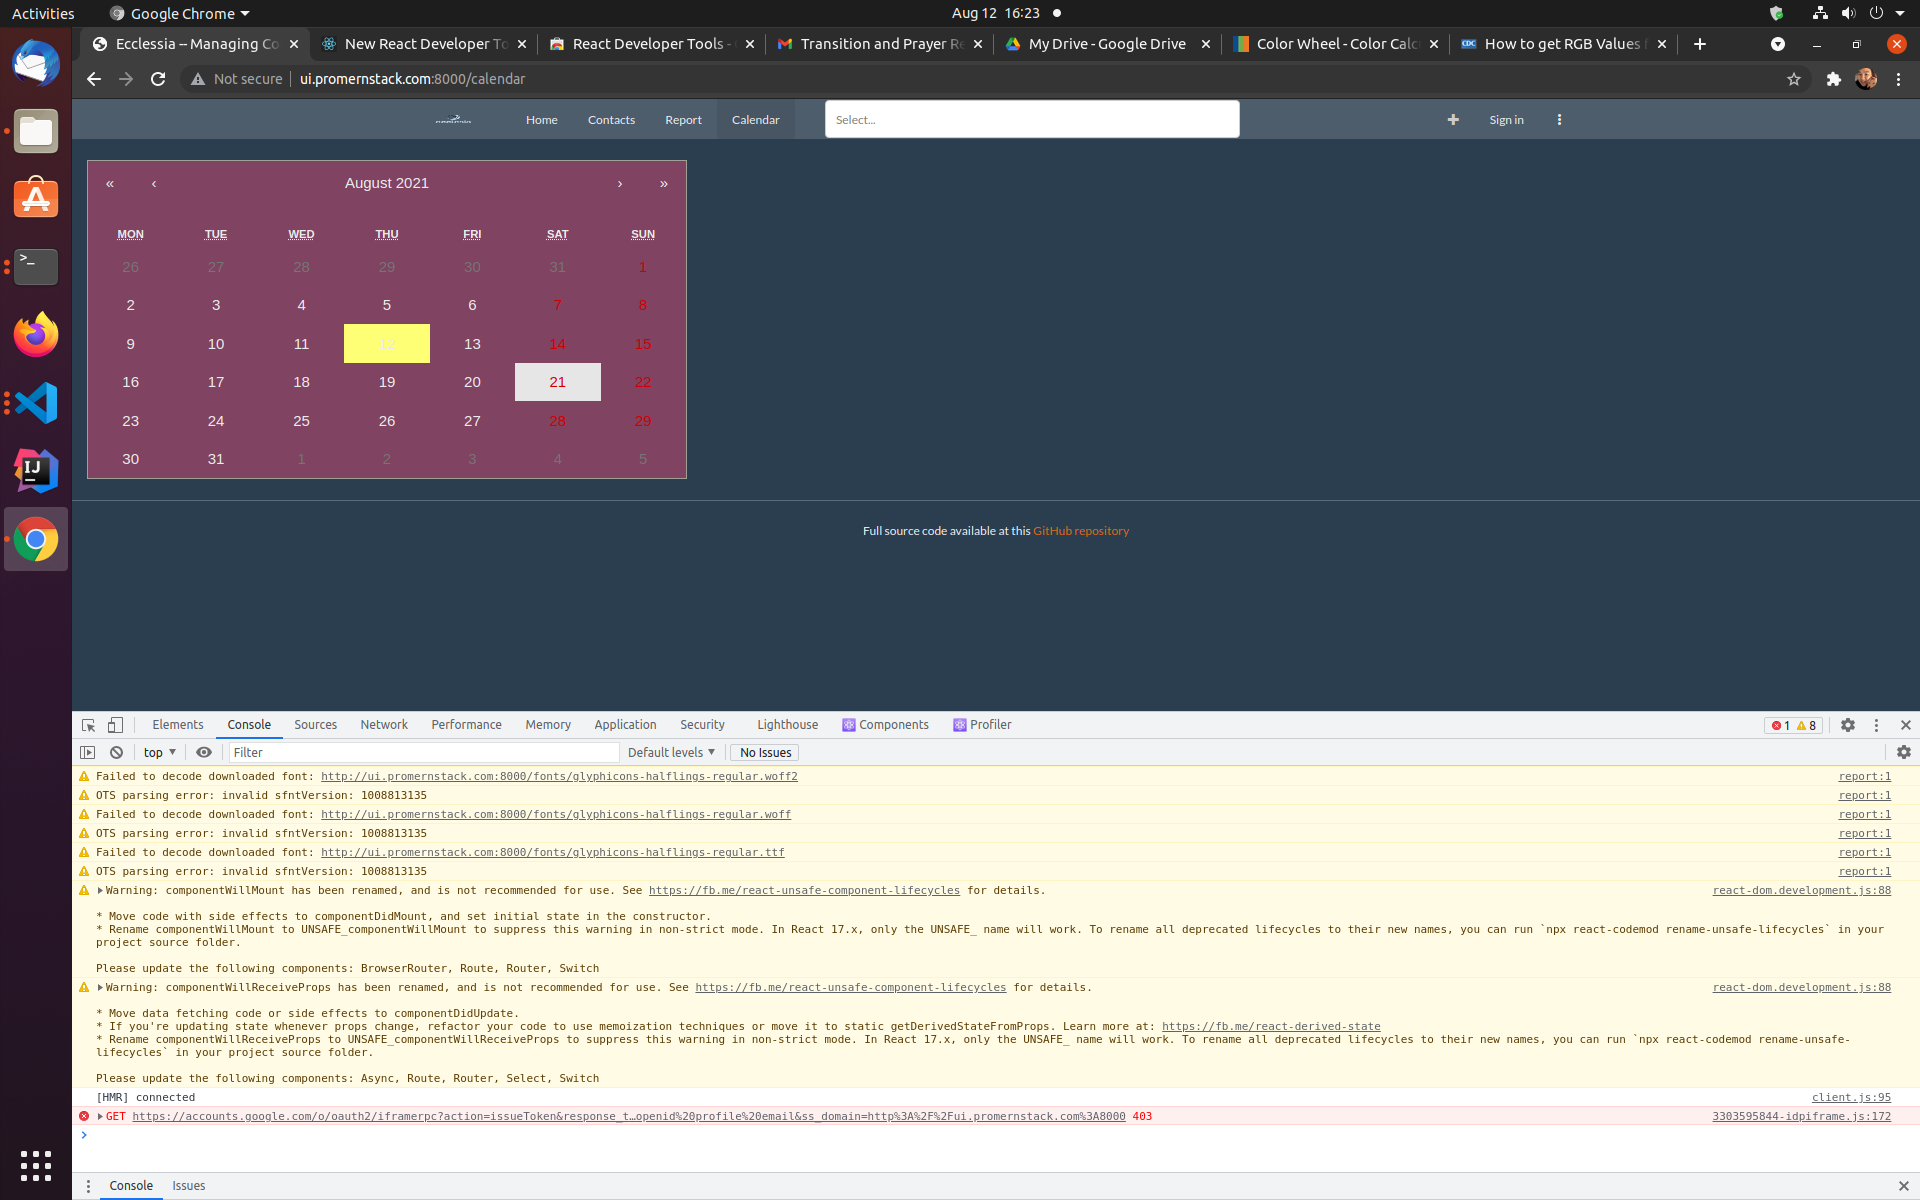 Activities
Google Chrome
Aug 12 16:23
Ecclessia -- Managing Co
New React Developer To
React Developer Tools -
Transition and Prayer Re
My Drive - Google Drive
Color Wheel - Color Calc
How to get RGB Values
Not secure
ui.promernstack.com:8000/calendar
Home
Contacts
Report
Calendar
Select...
Sign in
« ‹ August 2021 › »
MON TUE WED THU FRI SAT SUN
26 27 28 29 30 31 1
2 3 4 5 6 7 8
9 10 11 12 13 14 15
16 17 18 19 20 21 22
23 24 25 26 27 28 29
30 31 1 2 3 4 5
Full source code available at this GitHub repository
Elements Console Sources Network Performance Memory Application Security Lighthouse Components Profiler 1 8
top Filter Default levels No Issues
Failed to decode downloaded font: http://ui.promernstack.com:8000/fonts/glyphicons-halflings-regular.woff2 report:1
OTS parsing error: invalid sfntVersion: 1008813135 report:1
Failed to decode downloaded font: http://ui.promernstack.com:8000/fonts/glyphicons-halflings-regular.woff report:1
OTS parsing error: invalid sfntVersion: 1008813135 report:1
Failed to decode downloaded font: http://ui.promernstack.com:8000/fonts/glyphicons-halflings-regular.ttf report:1
OTS parsing error: invalid sfntVersion: 1008813135 report:1
Warning: componentWillMount has been renamed, and is not recommended for use. See https://fb.me/react-unsafe-component-lifecycles for details. react-dom.development.js:88
* Move code with side effects to componentDidMount, and set initial state in the constructor.
* Rename componentWillMount to UNSAFE_componentWillMount to suppress this warning in non-strict mode. In React 17.x, only the UNSAFE_ name will work. To rename all deprecated lifecycles to their new names, you can run `npx react-codemod rename-unsafe-lifecycles` in your
project source folder.
Please update the following components: BrowserRouter, Route, Router, Switch
Warning: componentWillReceiveProps has been renamed, and is not recommended for use. See https://fb.me/react-unsafe-component-lifecycles for details. react-dom.development.js:88
* Move data fetching code or side effects to componentDidUpdate.
* If you're updating state whenever props change, refactor your code to use memoization techniques or move it to static getDerivedStateFromProps. Learn more at: https://fb.me/react-derived-state
* Rename componentWillReceiveProps to UNSAFE_componentWillReceiveProps to suppress this warning in non-strict mode. In React 17.x, only the UNSAFE_ name will work. To rename all deprecated lifecycles to their new names, you can run `npx react-codemod rename-unsafe-
lifecycles` in your project source folder.
Please update the following components: Async, Route, Router, Select, Switch
[HMR] connected client.js:95
GET https://accounts.google.com/o/oauth2/iframerpc?action=issueToken&response_t…openid%20profile%20email&ss_domain=http%3A%2F%2Fui.promernstack.com%3A8000 403 3303595844-idpiframe.js:172
Console Issues